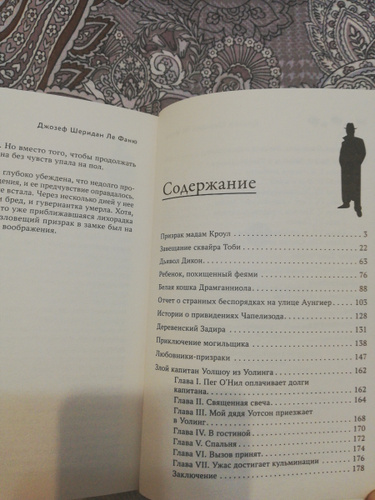 Джозеф Шеридан Ле Фаню
. Но вместо того, чтобы продолжать
на без чувств упала на пол.
глубоко убеждена, что недолго про-
дения, и ее предчувствие оправдалось.
е встала. Через несколько дней у нее
и бред, и гувернантка умерла. Хотя,
то уже приближавшаяся лихорадка
зловещий призрак в замке был на
воображения.
Содержание
Призрак мадам Кроул 3
Завещание сквайра Тоби 22
Дьявол Дикон 63
Ребенок, похищенный феями 76
Белая кошка Драмганниола 88
Отчет о странных беспорядках на улице Аунгиер 103
Истории о привидениях Чапелизода 128
Деревенский Задира 131
Приключение могильщика 138
Любовники-призраки 147
Злой капитан Уолшоу из Уолинга 162
Глава I. Пег О'Нил оплачивает долги
капитана. 162
Глава II. Священная свеча 164
Глава III. Мой дядя Уотсон приезжает
в Уолинг 168
Глава IV. В гостиной 170
Глава V. Спальня 172
Глава VI. Вызов принят 174
Глава VII. Ужас достигает кульминации 176
Заключение 178